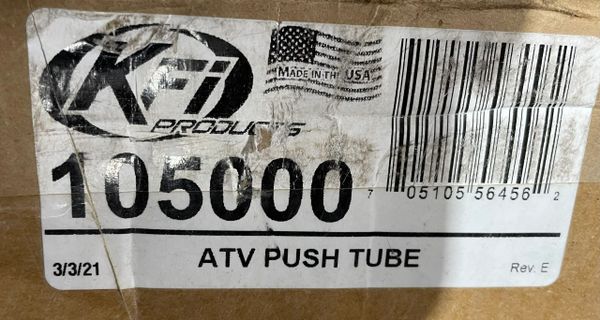 KFi
PRODUCTS
MADE IN THE USA
105000
7 05105 56456 2
ATV PUSH TUBE
3/3/21
Rev. E